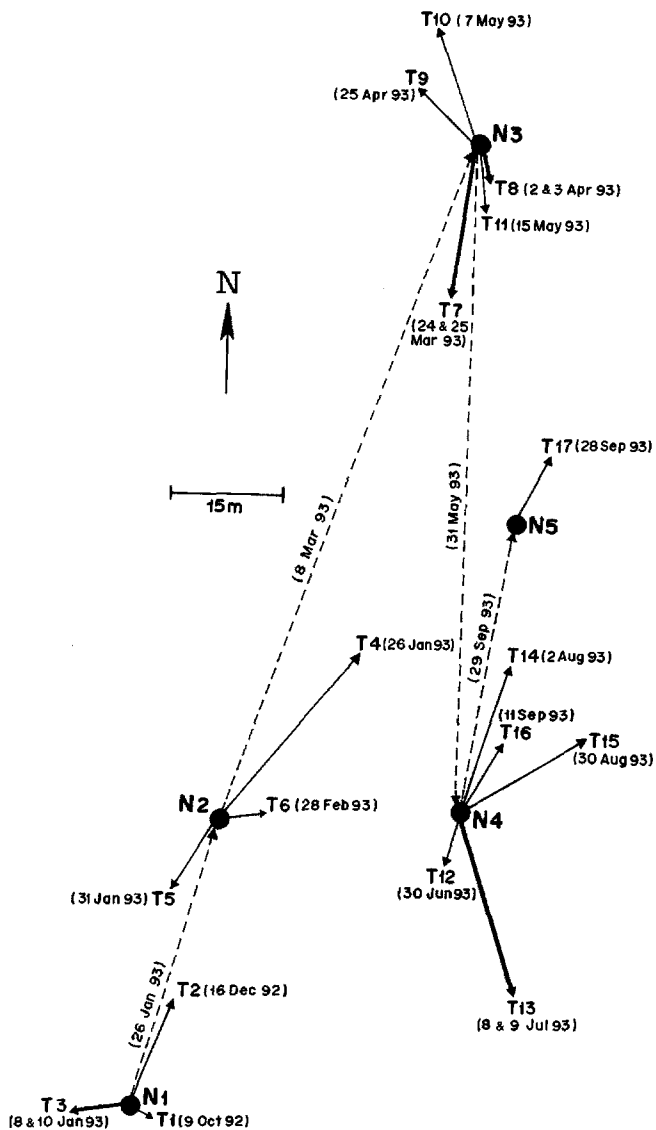 T10 (7 May 93)
T9
(25 Apr 93)
N3
T8 (2 & 3 Apr 93)
T11 (15 May 93)
N
T7
(24 & 25
Mar 93)
T17 (28 Sep 93)
15m
(8 Mar 93)
(31 May 93)
N5
T4 (26 Jan 93)
(29 Sep 93)
T14 (2 Aug 93)
(11 Sep 93)
T16
T15
(30 Aug 93)
N2
T6 (28 Feb 93)
N4
T12
(30 Jun 93)
(31 Jan 93) T5
(26 Jan 93)
T2 (16 Dec 92)
T13
(8 & 9 Jul 93)
T3
(8 & 10 Jan 93)
N1
T1 (9 Oct 92)